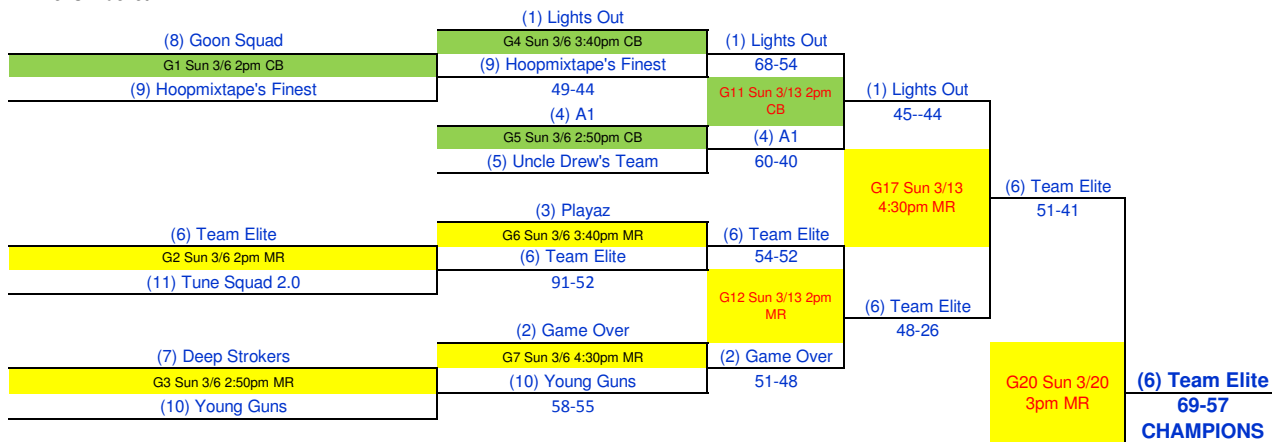 (1) Lights Out
(8) Goon Squad
G4 Sun 3/6 3:40pm CB
(1) Lights Out
G1 Sun 3/6 2pm CB
(9) Hoopmixtape's Finest
68-54
(9) Hoopmixtape's Finest
49-44
G11 Sun 3/13 2pm
CB
(1) Lights Out
(4) A1
45--44
G5 Sun 3/6 2:50pm CB
(4) A1
(5) Uncle Drew's Team
60-40
G17 Sun 3/13
4:30pm MR
(6) Team Elite
51-41
(3) Playaz
(6) Team Elite
G6 Sun 3/6 3:40pm MR
(6) Team Elite
G2 Sun 3/6 2pm MR
(6) Team Elite
54-52
(11) Tune Squad 2.0
91-52
G12 Sun 3/13 2pm
MR
(6) Team Elite
48-26
(2) Game Over
(7) Deep Strokers
G7 Sun 3/6 4:30pm MR
(2) Game Over
G3 Sun 3/6 2:50pm MR
(10) Young Guns
51-48
(10) Young Guns
58-55
G20 Sun 3/20
3pm MR
(6) Team Elite
69-57
CHAMPIONS